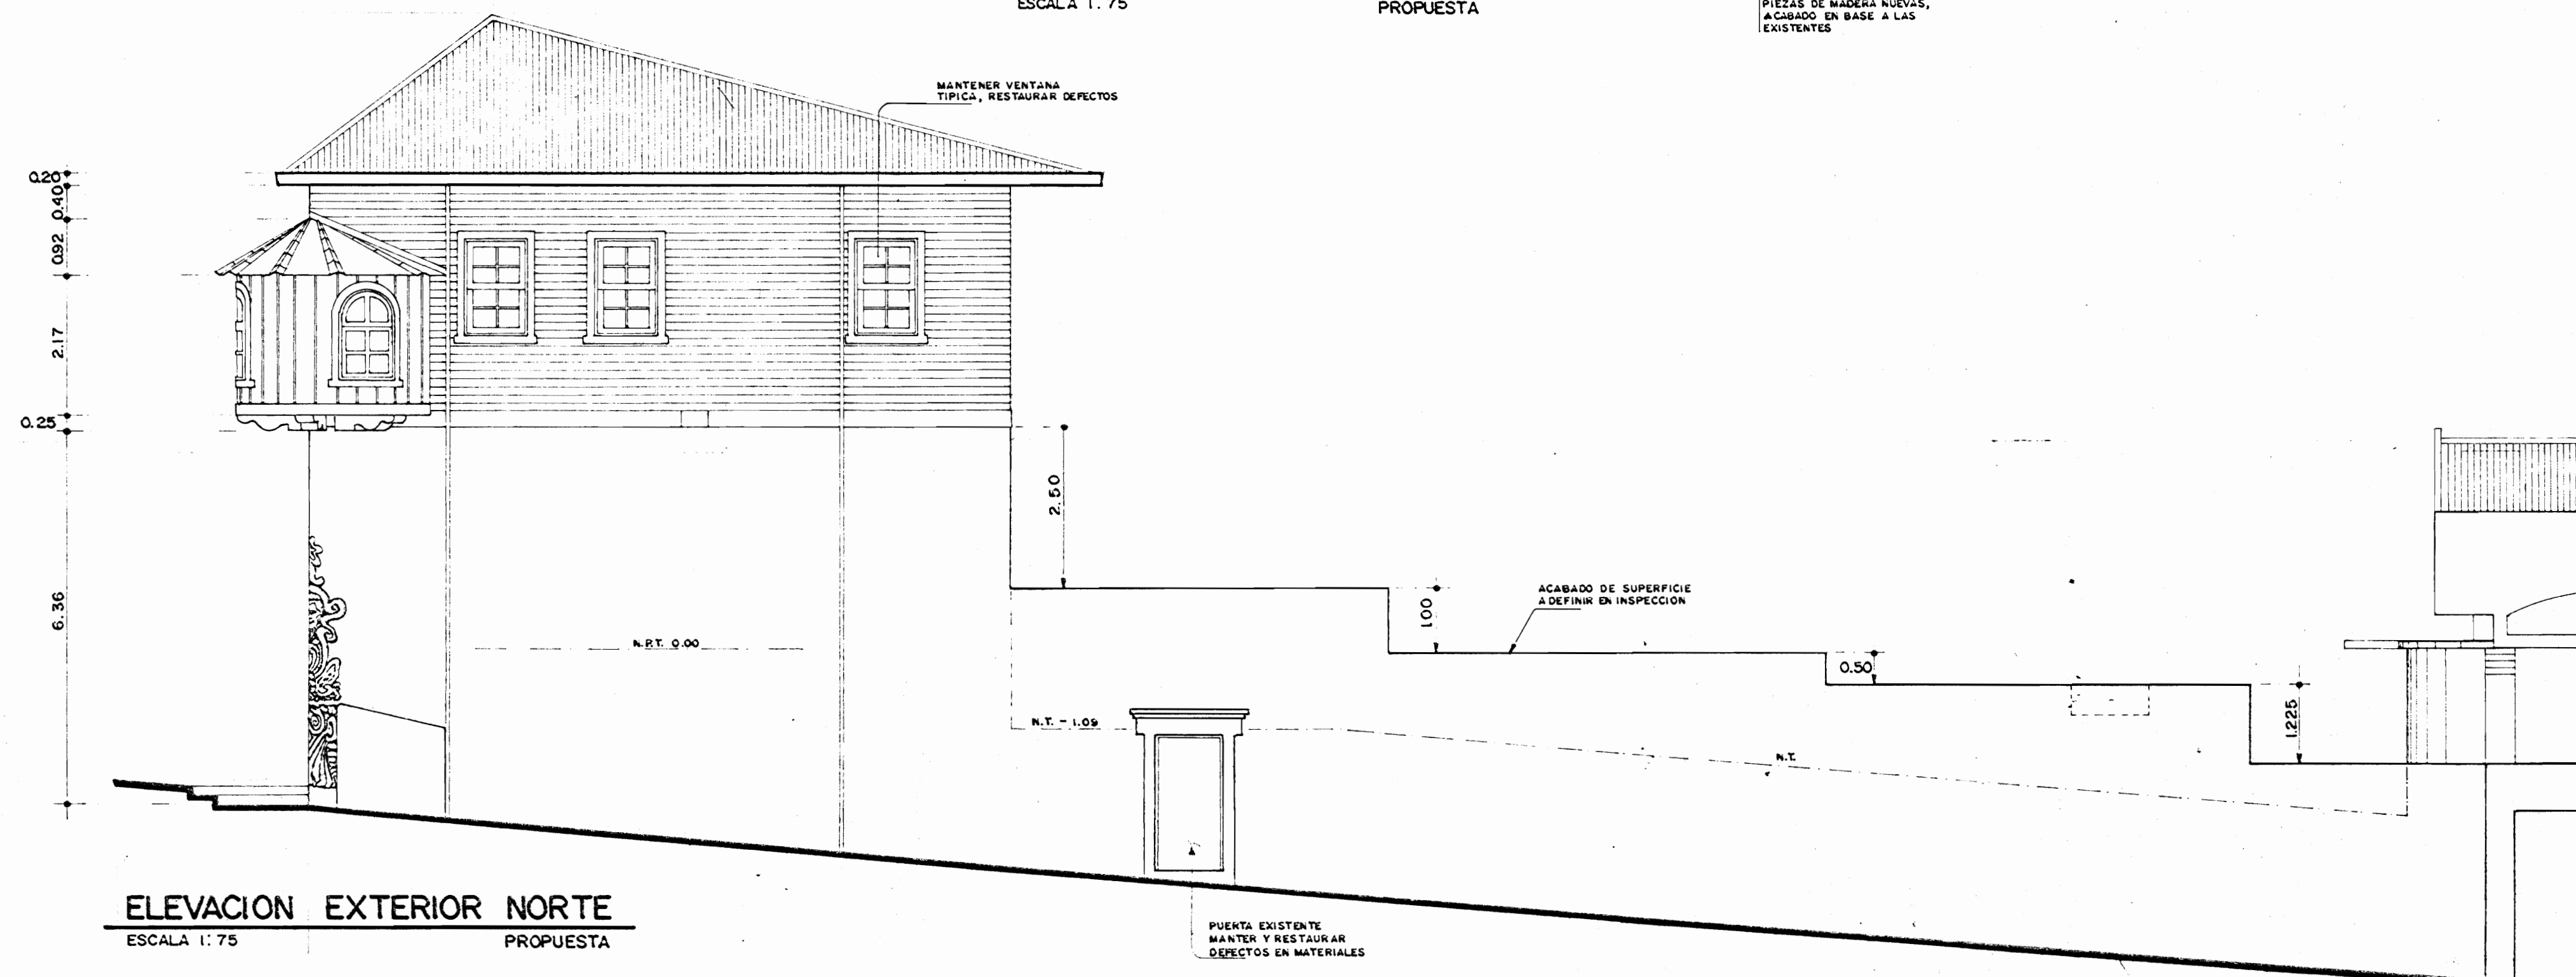 ESCALA 1:75
PROPUESTA
PIEZAS DE MADERA NUEVAS,
ACABADO EN BASE A LAS
EXISTENTES
MANTENER VENTANA
TIPICA, RESTAURAR DEFECTOS
0.20
0.40
0.92
2.17
0.25
6.36
2.50
1.00
ACABADO DE SUPERFICIE
A DEFINIR EN INSPECCION
N.P.T. 0.00
0.50
N.T. - 1.09
1.225
N.T.
ELEVACION EXTERIOR NORTE
ESCALA 1:75
PROPUESTA
PUERTA EXISTENTE
MANTER Y RESTAURAR
DEFECTOS EN MATERIALES